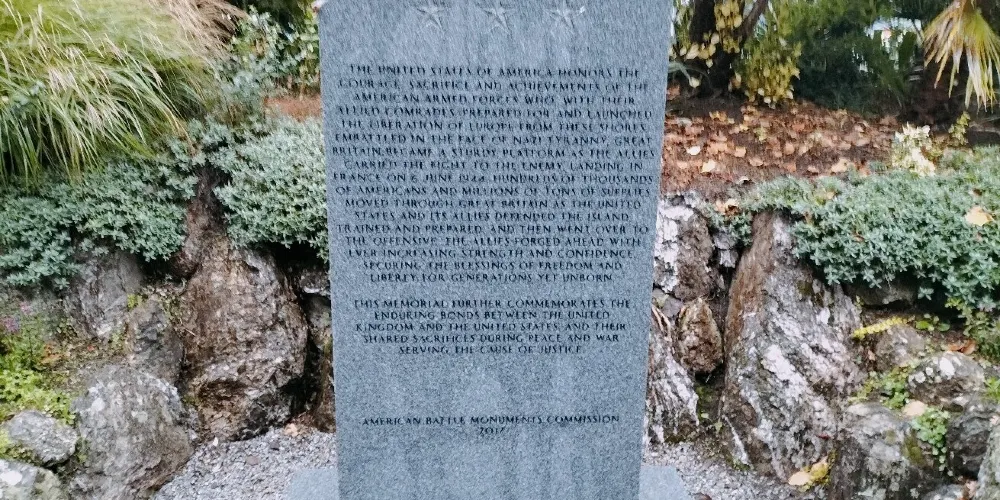 THE UNITED STATES OF AMERICA HONORS THE
COURAGE, SACRIFICE AND ACHIEVEMENTS OF THE
AMERICAN ARMED FORCES WHO, WITH THEIR
ALLIED COMRADES, PREPARED FOR AND LAUNCHED
THE LIBERATION OF EUROPE FROM THESE SHORES.
EMBATTLED IN THE FACE OF NAZI TYRANNY, GREAT
BRITAIN BECAME A STURDY PLATFORM AS THE ALLIES
CARRIED THE FIGHT TO THE ENEMY, LANDING IN
FRANCE ON 6 JUNE 1944. HUNDREDS OF THOUSANDS
OF AMERICANS AND MILLIONS OF TONS OF SUPPLIES
MOVED THROUGH GREAT BRITAIN AS THE UNITED
STATES AND ITS ALLIES DEFENDED THE ISLAND,
TRAINED AND PREPARED, AND THEN WENT OVER TO
THE OFFENSIVE. THE ALLIES FORGED AHEAD WITH
EVER INCREASING STRENGTH AND CONFIDENCE,
SECURING THE BLESSINGS OF FREEDOM AND
LIBERTY FOR GENERATIONS YET UNBORN.
THIS MEMORIAL FURTHER COMMEMORATES THE
ENDURING BONDS BETWEEN THE UNITED
KINGDOM AND THE UNITED STATES, AND THEIR
SHARED SACRIFICES DURING PEACE AND WAR
SERVING THE CAUSE OF JUSTICE.
AMERICAN BATTLE MONUMENTS COMMISSION
2017